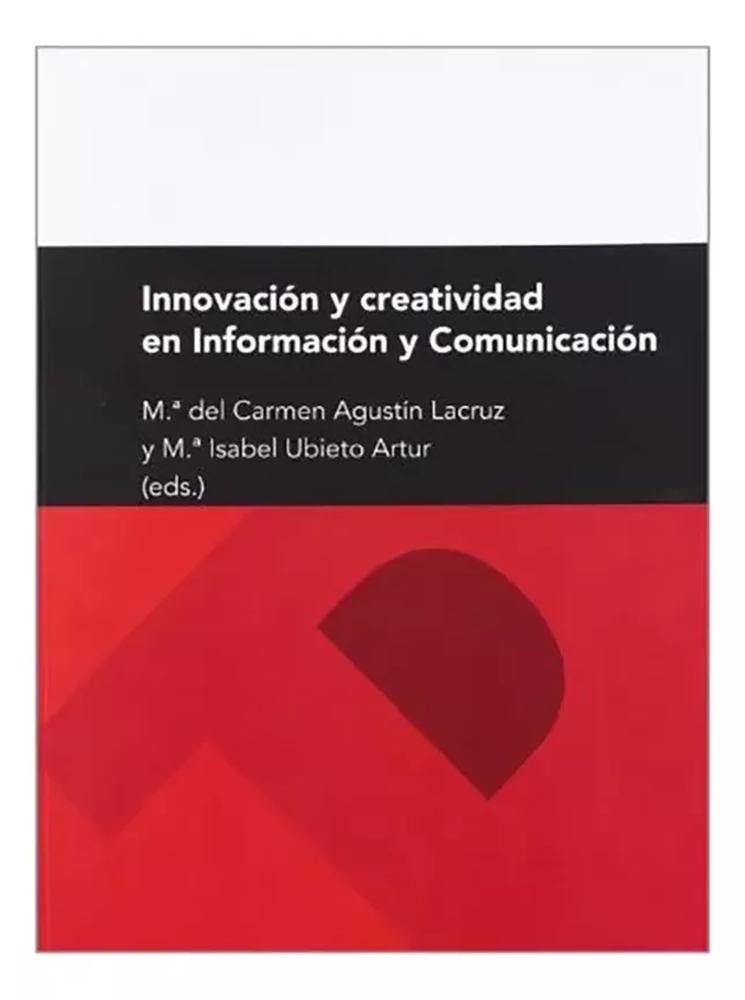 Innovación y creatividad
en Información y Comunicación
M.ª del Carmen Agustín Lacruz
y M.ª Isabel Ubieto Artur
(eds.)